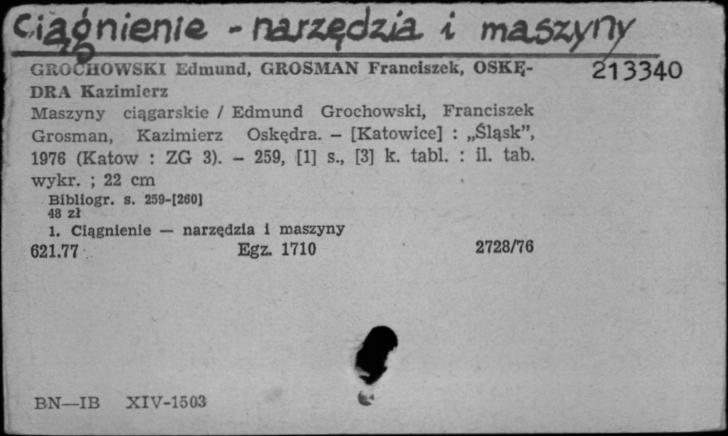 Ciągnienie - narzędzia i maszyny
GROCHOWSKI Edmund, GROSMAN Franciszek, OSKĘ-
DRA Kazimierz
213340
Maszyny ciągarskie / Edmund Grochowski, Franciszek
Grosman, Kazimierz Oskędra. — [Katowice] : „Śląsk”,
1976 (Katow : ZG 3). — 259, [1] s., [3] k. tabl. : il. tab.
wykr. ; 22 cm
Bibliogr. s. 259-[260]
48 zł
1. Ciągnienie — narzędzia i maszyny
621.77 Egz. 1710 2728/76
BN—IB XIV-1503